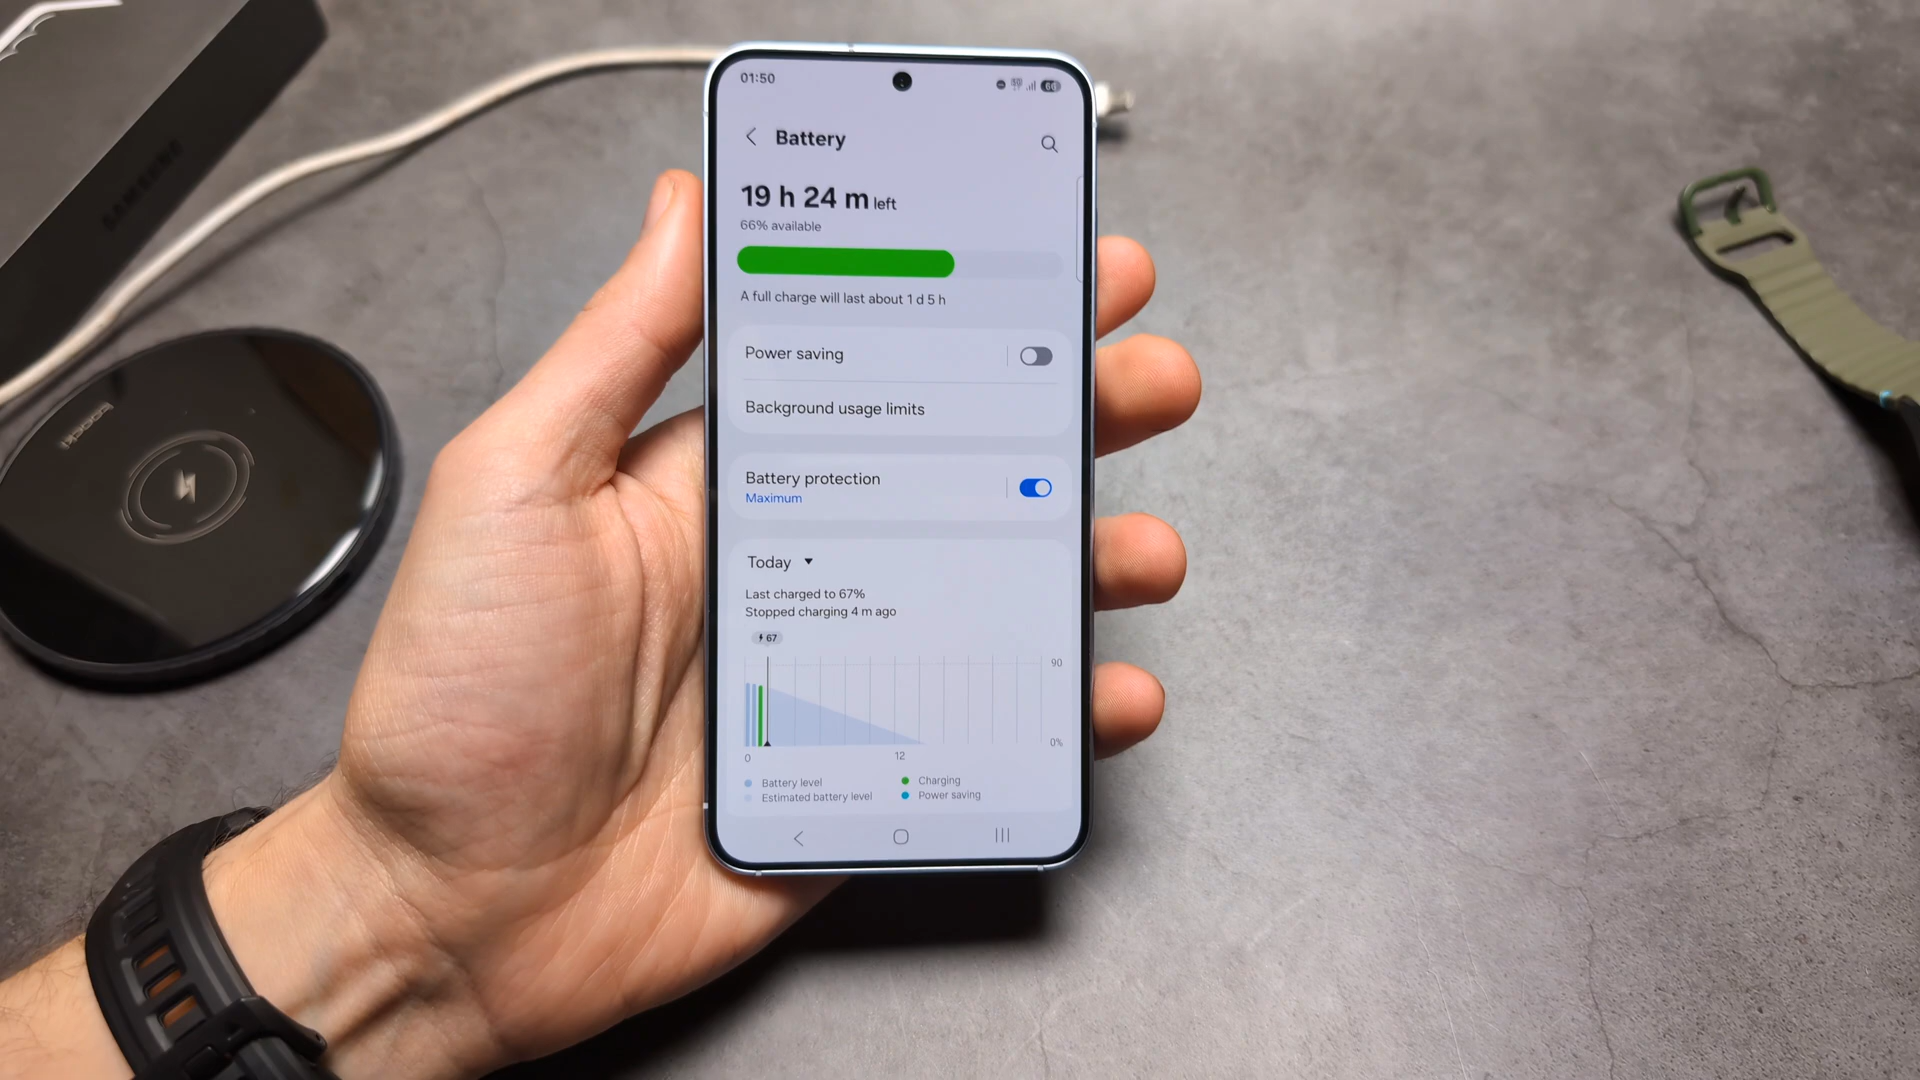 SAMSUNG
01:50
66
Battery
19 h 24 m left
66% available
A full charge will last about 1 d 5 h
Power saving
Background usage limits
Battery protection
Maximum
Today
Last charged to 67%
Stopped charging 4 m ago
67
90
0%
0 12
Battery level Charging
Estimated battery level Power saving